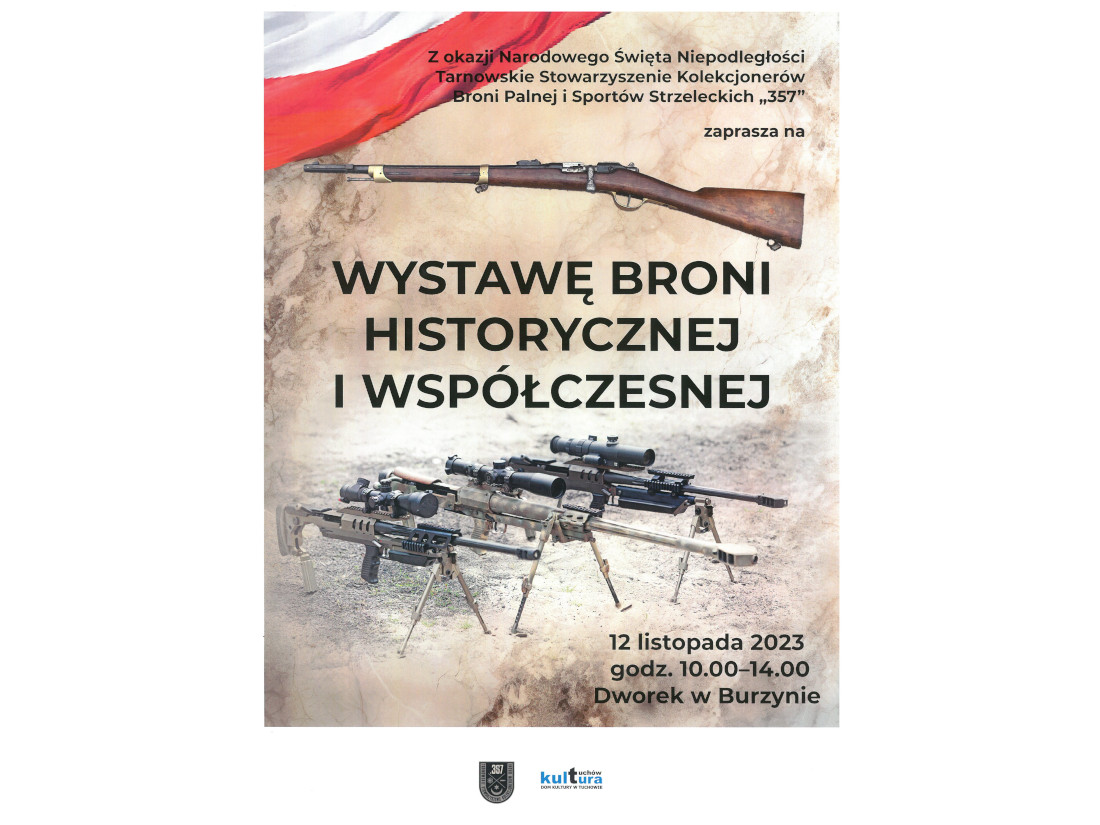 Z okazji Narodowego Święta Niepodległości
Tarnowskie Stowarzyszenie Kolekcjonerów
Broni Palnej i Sportów Strzeleckich „357”
zaprasza na
WYSTAWĘ BRONI
HISTORYCZNEJ
I WSPÓŁCZESNEJ
12 listopada 2023
godz. 10.00–14.00
Dworek w Burzynie
.357
tuchów
kultura
DOM KULTURY W TUCHOWIE